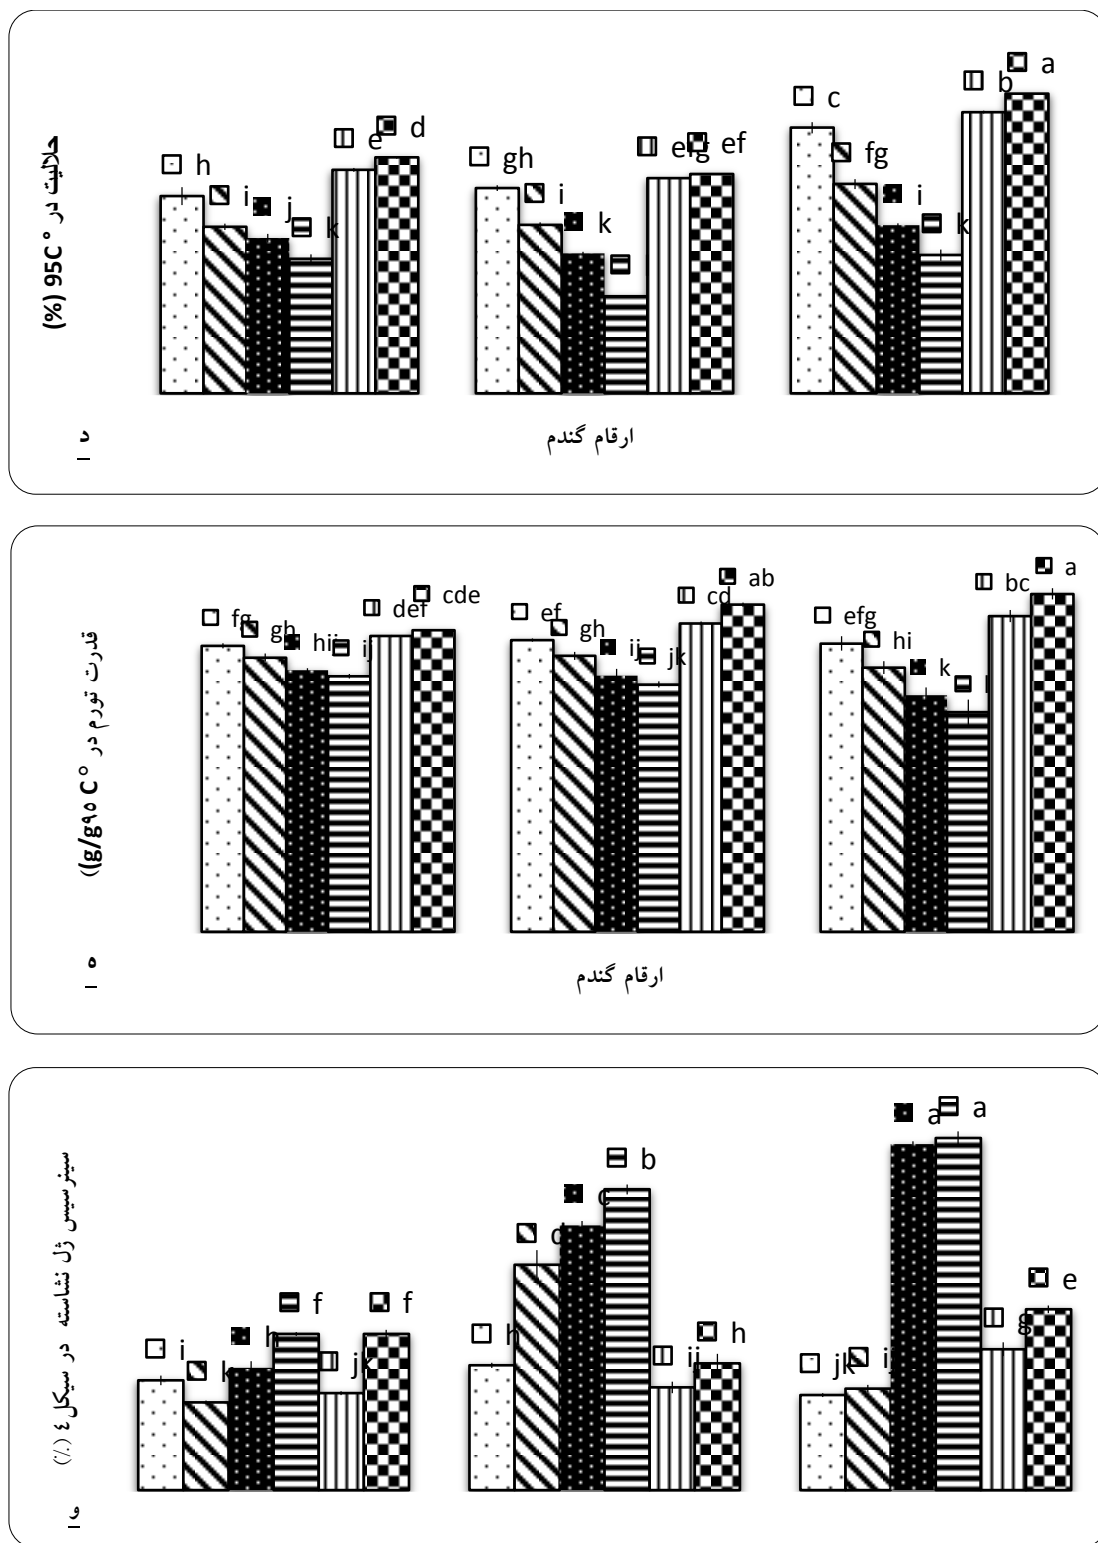 حلالیت در 95C° (%)
h
i
j
k
e
d
gh
i
k
efg
ef
c
fg
i
k
b
a
ارقام گندم
د
قدرت تورم در ° C ۹۵g/g))
fg
gh
hij
ij
def
cde
ef
gh
ij
jk
cd
ab
efg
hi
k
bc
a
ارقام گندم
ه
سینرسیس ژل نشاسته در سیکل ٤ (٪)
i
k
h
f
jk
f
h
d
c
b
ij
h
jk
a
a
g
e
و